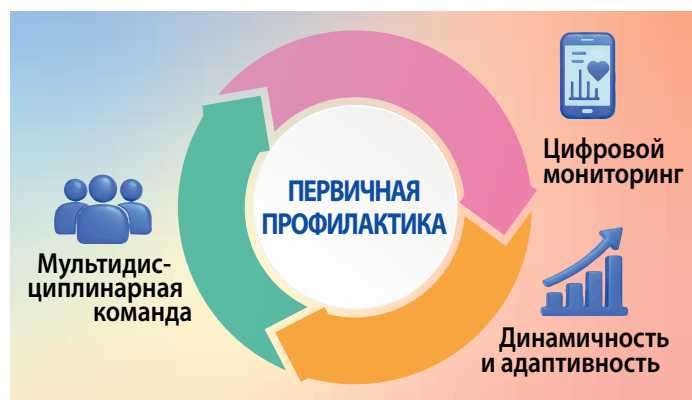 ПЕРВИЧНАЯ
ПРОФИЛАКТИКА
Цифровой
мониторинг
Динамичность
и адаптивность
Мультидис-
циплинарная
команда